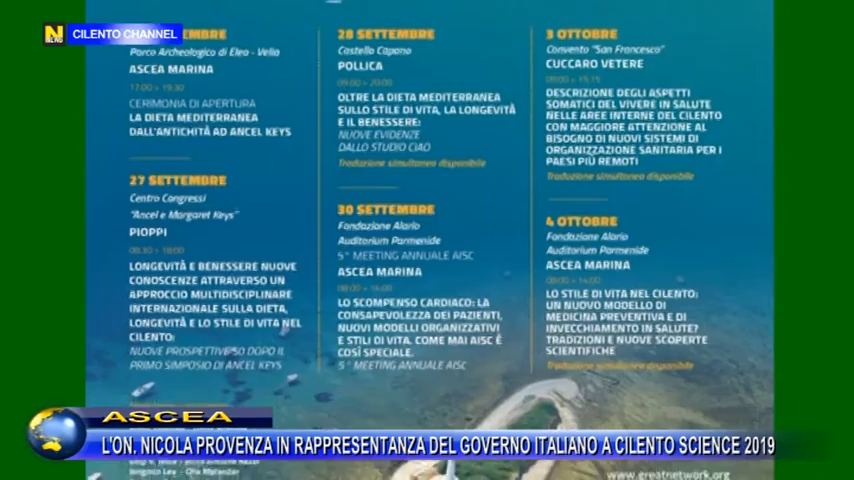 CILENTO CHANNEL
Parco Archeologico di Elea - Velia
ASCEA MARINA
17:00 > 19:30
CERIMONIA DI APERTURA
LA DIETA MEDITERRANEA
DALL'ANTICHITÀ AD ANCEL KEYS
27 SETTEMBRE
Centro Congressi
"Ancel e Margaret Keys"
PIOPPI
08:30 > 18:00
LONGEVITÀ E BENESSERE NUOVE
CONOSCENZE ATTRAVERSO UN
APPROCCIO MULTIDISCIPLINARE
INTERNAZIONALE SULLA DIETA,
LONGEVITÀ E LO STILE DI VITA NEL
CILENTO:
NUOVE PROSPETTIVE 50 DOPO IL
PRIMO SIMPOSIO DI ANCEL KEYS
28 SETTEMBRE
Castello Capano
POLLICA
09:00 > 20:00
OLTRE LA DIETA MEDITERRANEA
SULLO STILE DI VITA, LA LONGEVITÀ
E IL BENESSERE:
NUOVE EVIDENZE
DALLO STUDIO CIAO
Traduzione simultanea disponibile
30 SETTEMBRE
Fondazione Alario
Auditorium Parmenide
5° MEETING ANNUALE AISC
ASCEA MARINA
LO SCOMPENSO CARDIACO: LA
CONSAPEVOLEZZA DEI PAZIENTI,
NUOVI MODELLI ORGANIZZATIVI
E STILI DI VITA. COME MAI AISC È
COSÌ SPECIALE.
5° MEETING ANNUALE AISC
3 OTTOBRE
Convento "San Francesco"
CUCCARO VETERE
09:00 > 15:15
DESCRIZIONE DEGLI ASPETTI
SOMATICI DEL VIVERE IN SALUTE
NELLE AREE INTERNE DEL CILENTO
CON MAGGIORE ATTENZIONE AL
BISOGNO DI NUOVI SISTEMI DI
ORGANIZZAZIONE SANITARIA PER I
PAESI PIÙ REMOTI
Traduzione simultanea disponibile
4 OTTOBRE
Fondazione Alario
Auditorium Parmenide
ASCEA MARINA
LO STILE DI VITA NEL CILENTO:
UN NUOVO MODELLO DI
MEDICINA PREVENTIVA E DI
INVECCHIAMENTO IN SALUTE?
TRADIZIONI E NUOVE SCOPERTE
SCIENTIFICHE
Traduzione simultanea disponibile
ASCEA
L'ON. NICOLA PROVENZA IN RAPPRESENTANZA DEL GOVERNO ITALIANO A CILENTO SCIENCE 2019
www.greatnetwork.org